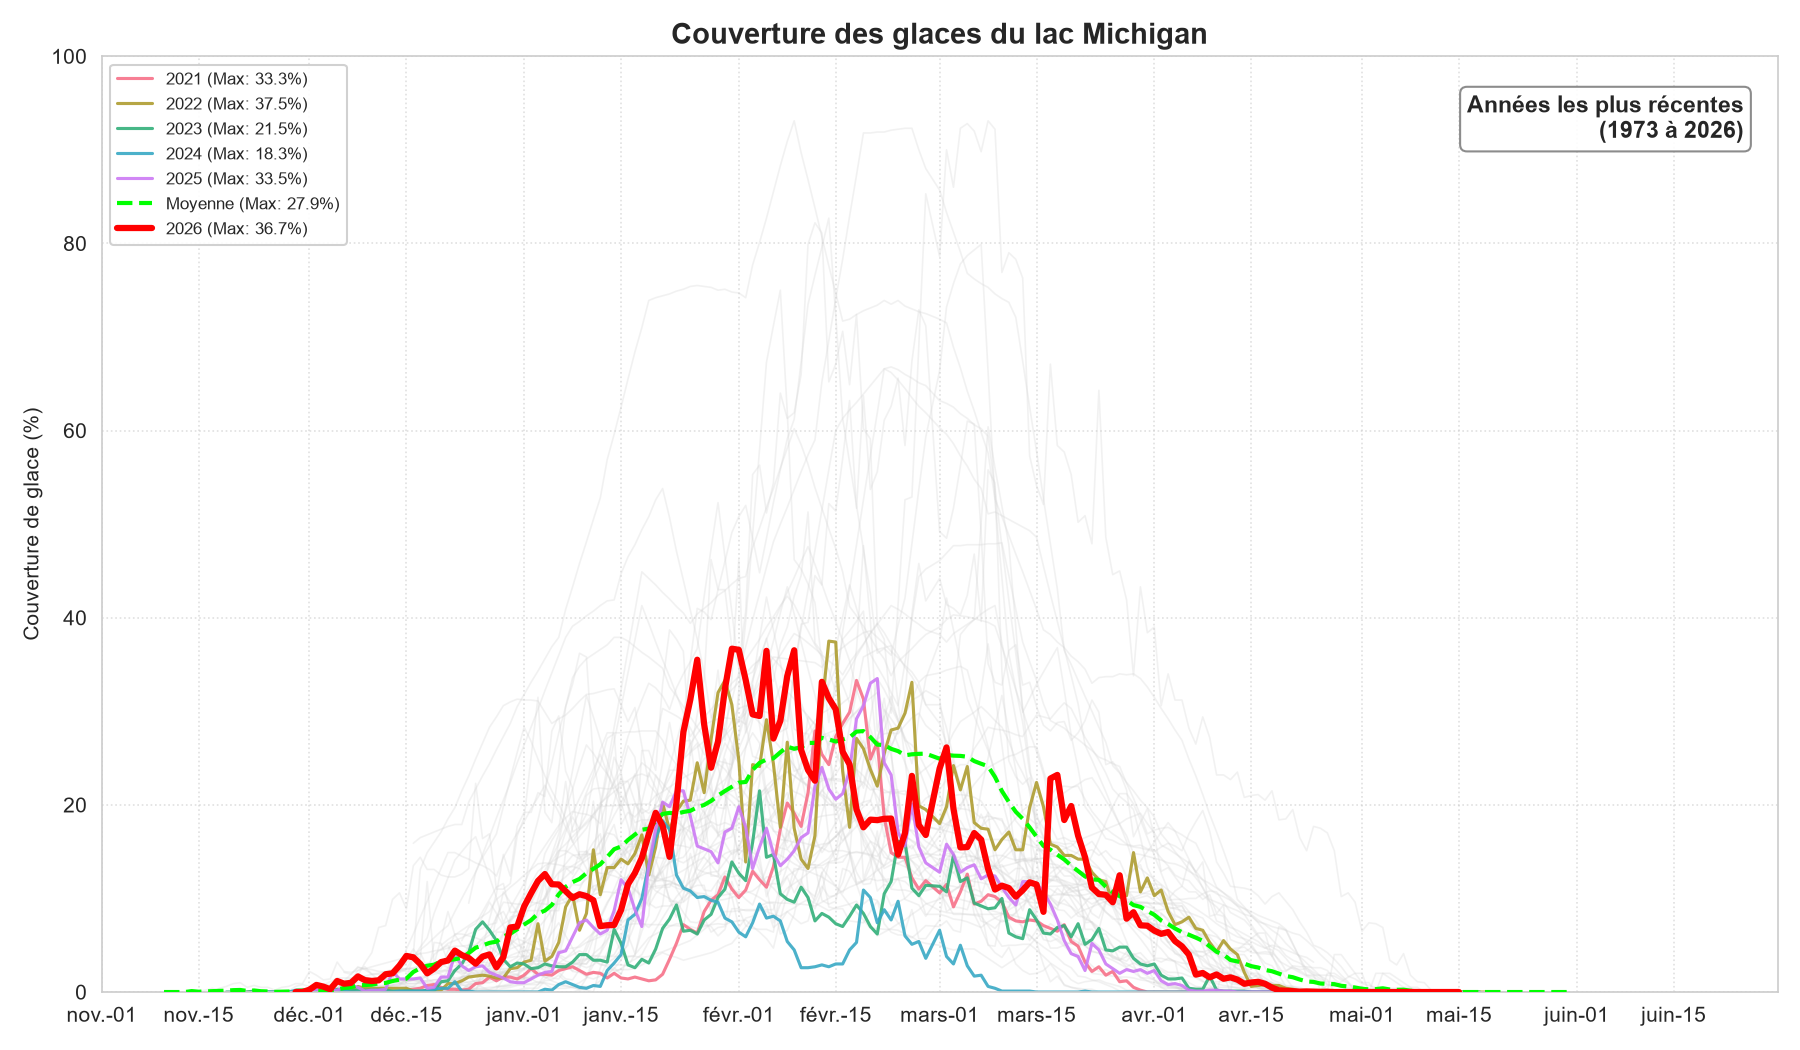 Couverture des glaces du lac Michigan
100
80
60
40
20
0
Couverture de glace (%)
2021 (Max: 33.3%)
2022 (Max: 37.5%)
2023 (Max: 21.5%)
2024 (Max: 18.3%)
2025 (Max: 33.5%)
Moyenne (Max: 27.9%)
2026 (Max: 36.7%)
Années les plus récentes
(1973 à 2026)
nov.-01 nov.-15 déc.-01 déc.-15 janv.-01 janv.-15 févr.-01 févr.-15 mars-01 mars-15 avr.-01 avr.-15 mai-01 mai-15 juin-01 juin-15